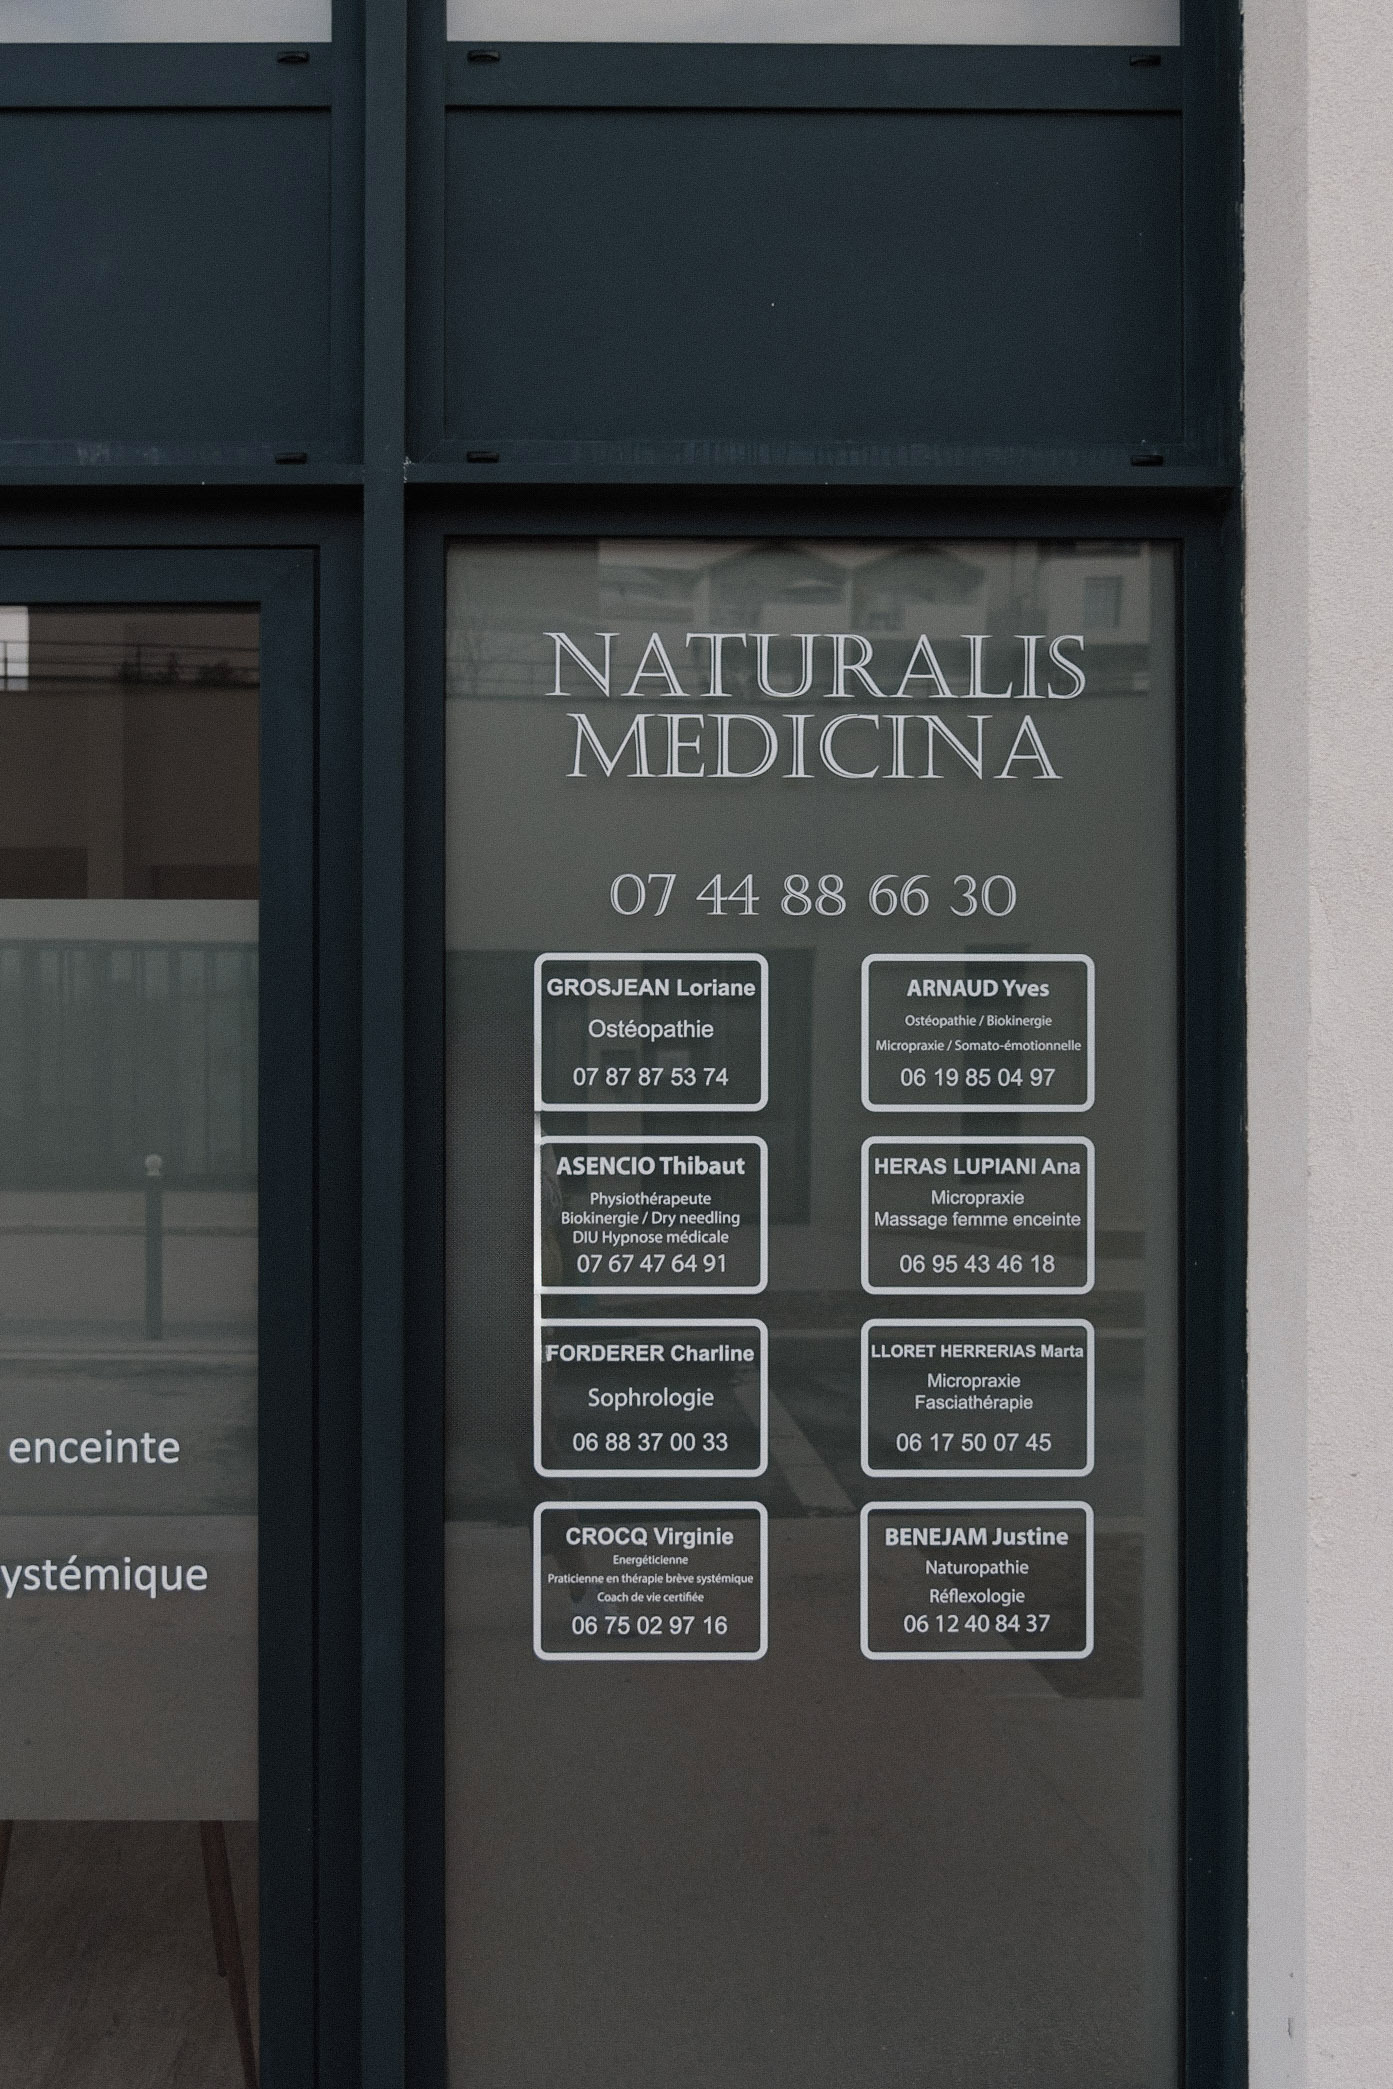 NATURALIS
MEDICINA
07 44 88 66 30
GROSJEAN Loriane
Ostéopathie
07 87 87 53 74
ARNAUD Yves
Ostéopathie / Biokinergie
Micropraxie / Somato-émotionnelle
06 19 85 04 97
ASENCIO Thibaut
Physiothérapeute
Biokinergie / Dry needling
DIU Hypnose médicale
07 67 47 64 91
HERAS LUPIANI Ana
Micropraxie
Massage femme enceinte
06 95 43 46 18
FORDERER Charline
Sophrologie
06 88 37 00 33
LLORET HERRERIAS Marta
Micropraxie
Fasciathérapie
06 17 50 07 45
CROCQ Virginie
Energéticienne
Praticienne en thérapie brève systémique
Coach de vie certifiée
06 75 02 97 16
BENEJAM Justine
Naturopathie
Réflexologie
06 12 40 84 37
enceinte
ystémique